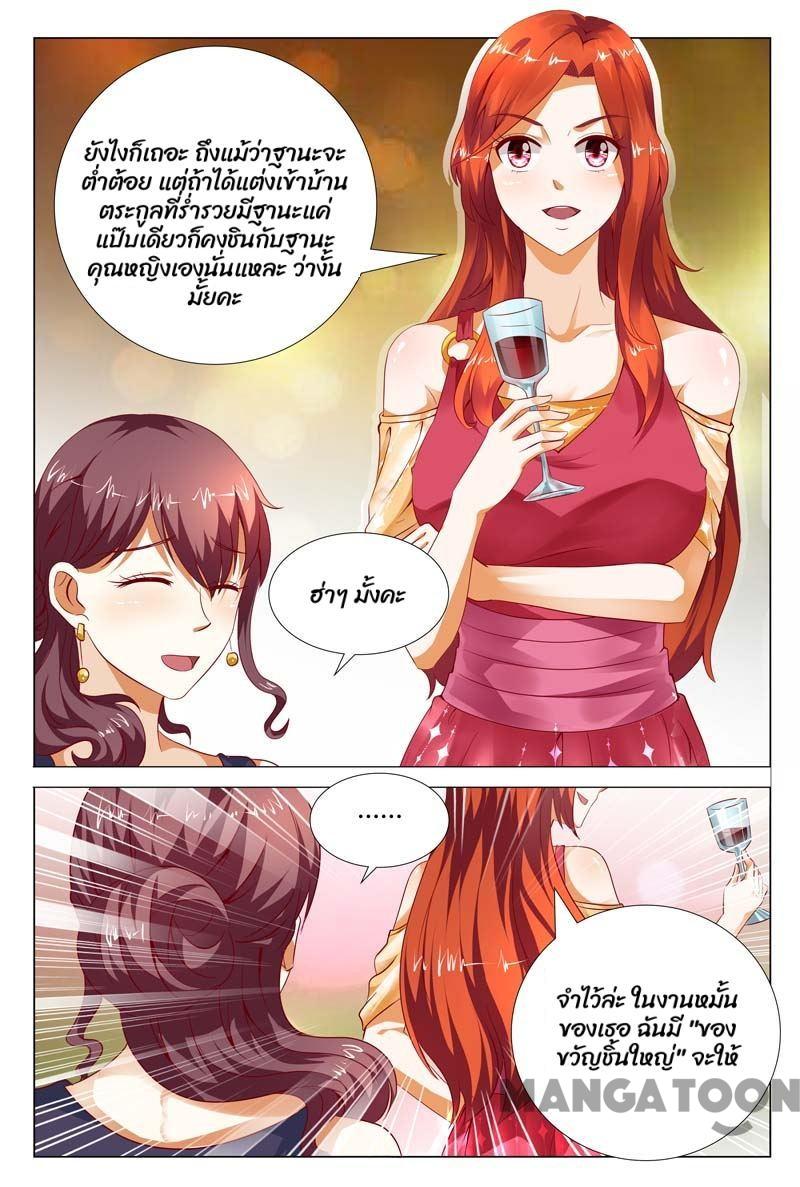 ยังไงก็เถอะ ถึงแม้ว่าฐานะจะ
ต่ำต้อย แต่ถ้าได้แต่งเข้าบ้าน
ตระกูลที่ร่ำรวยมีฐานะแค่
แป๊บเดียวก็คงชินกับฐานะ
คุณหญิงเองนั่นแหละ ว่างั้น
มั้ยคะ
ฮ่าๆ มั้งคะ
......
จำไว้ล่ะ ในงานหมั้น
ของเธอ ฉันมี "ของ
ขวัญชิ้นใหญ่" จะให้
MANGATOON